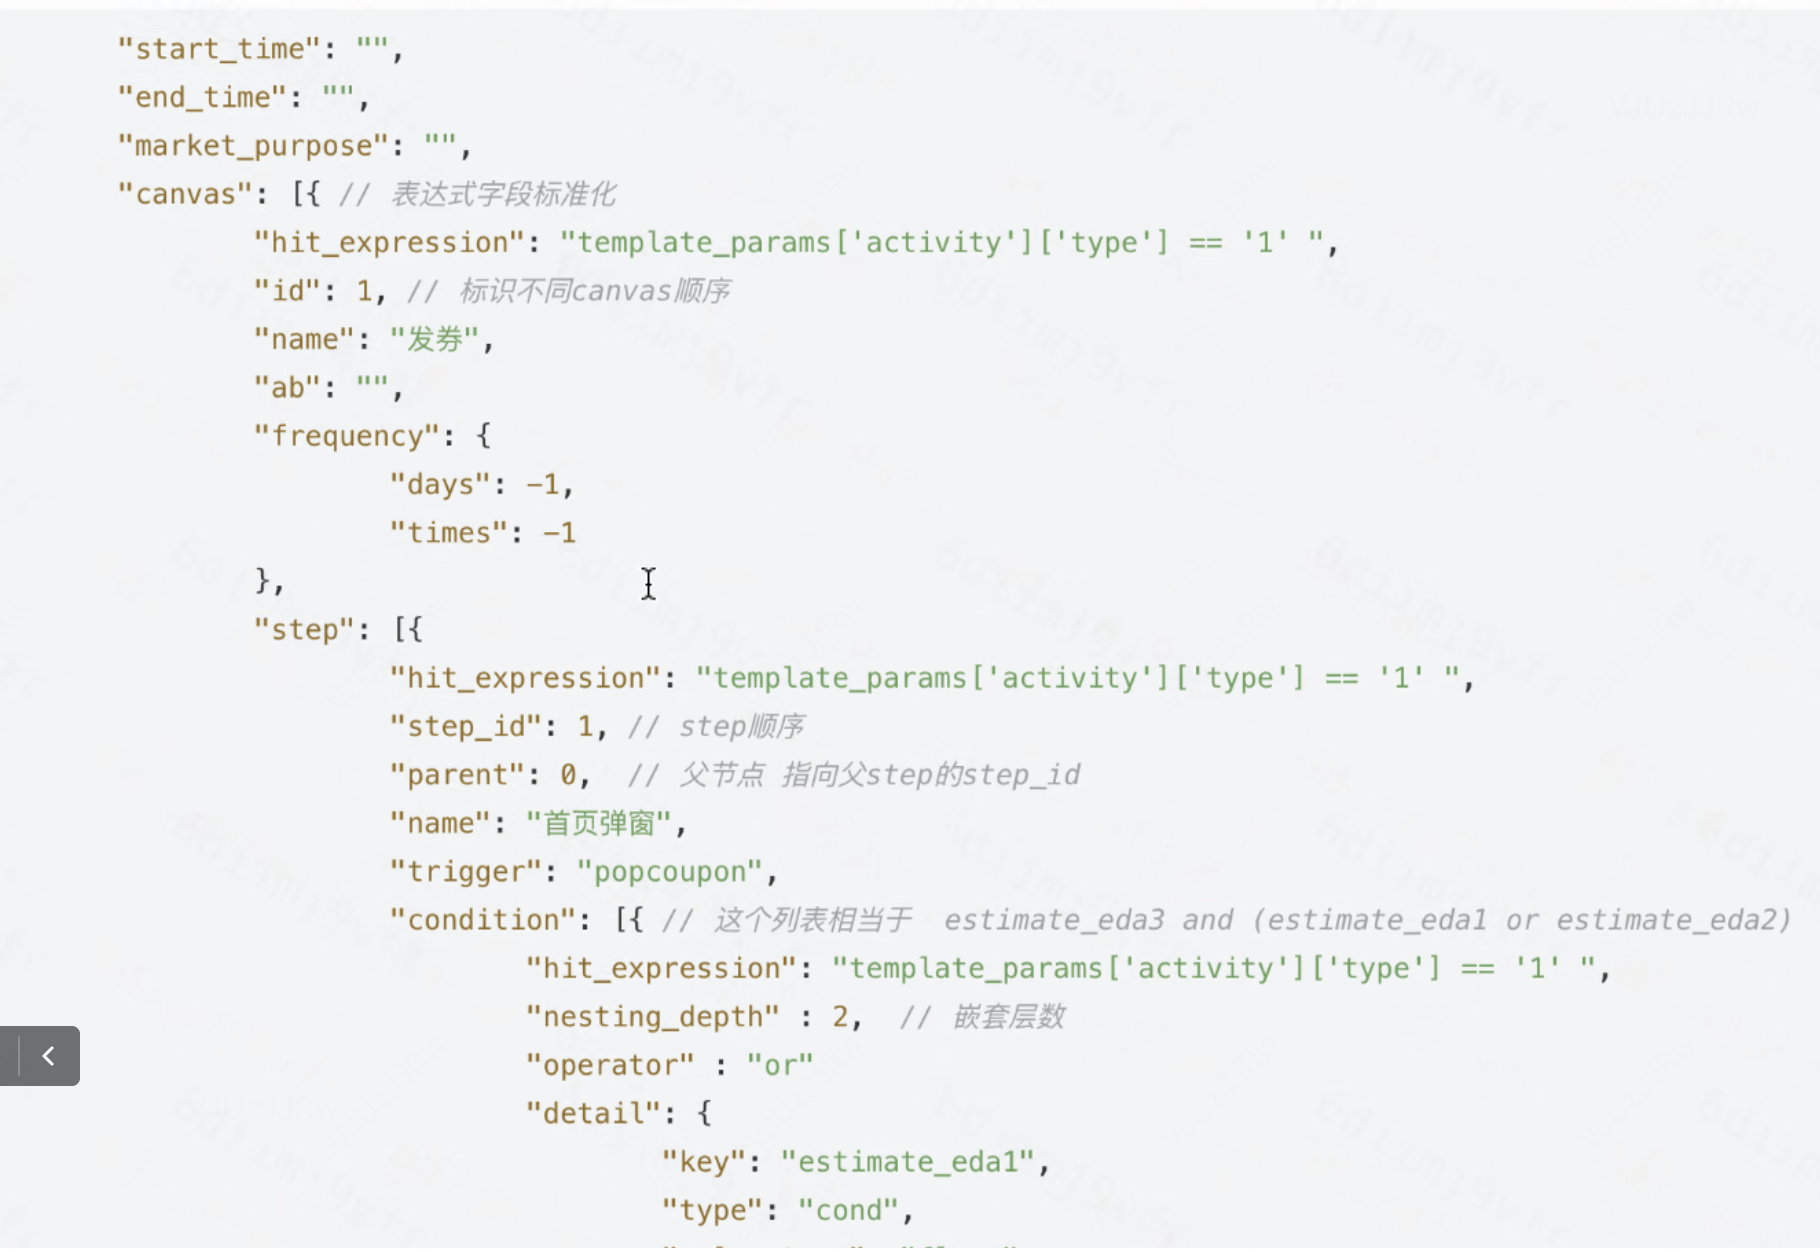 "start_time": "",
"end_time": "",
"market_purpose": "",
"canvas": [{ // 表达式字段标准化
"hit_expression": "template_params['activity']['type'] == '1' ",
"id": 1, // 标识不同canvas顺序
"name": "发券",
"ab": "",
"frequency": {
"days": -1,
"times": -1
},
"step": [{
"hit_expression": "template_params['activity']['type'] == '1' ",
"step_id": 1, // step顺序
"parent": 0,  // 父节点 指向父step的step_id
"name": "首页弹窗",
"trigger": "popcoupon",
"condition": [{ // 这个列表相当于  estimate_eda3 and (estimate_eda1 or estimate_eda2)
"hit_expression": "template_params['activity']['type'] == '1' ",
"nesting_depth" : 2,  // 嵌套层数
"operator" : "or"
"detail": {
"key": "estimate_eda1",
"type": "cond",